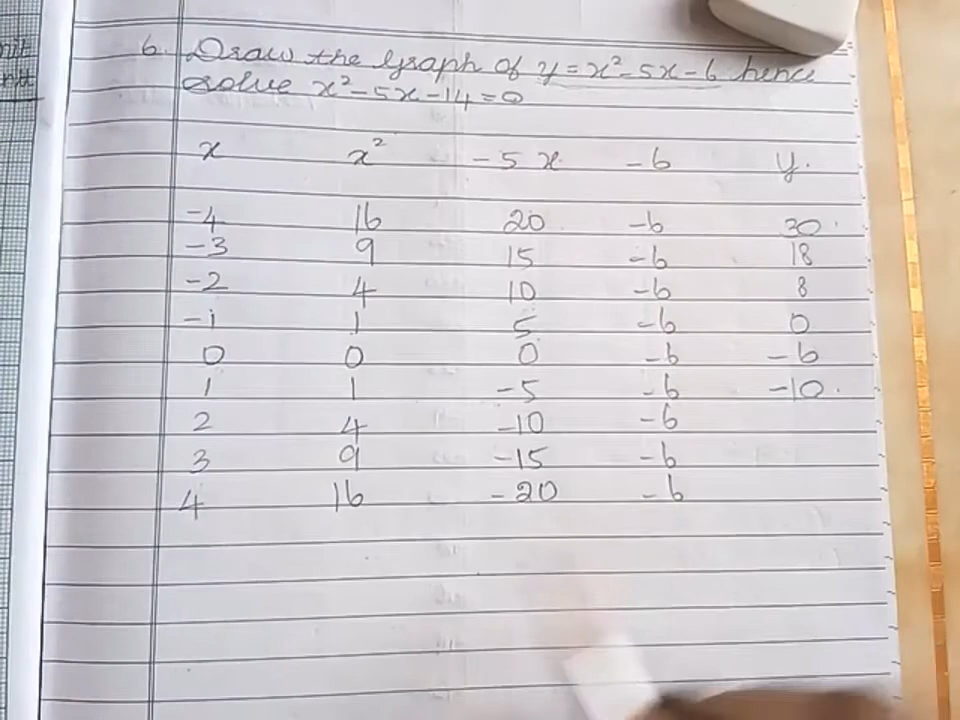 6. Draw the Graph of y = x² - 5x - 6 hence
solve x² - 5x - 14 = 0
x x² - 5x - 6 y.
-4 16 20 -6 30
-3 9 15 -6 18
-2 4 10 -6 8
-1 1 5 -6 0
0 0 0 -6 -6
1 1 -5 -6 -10
2 4 -10 -6
3 9 -15 -6
4 16 -20 -6